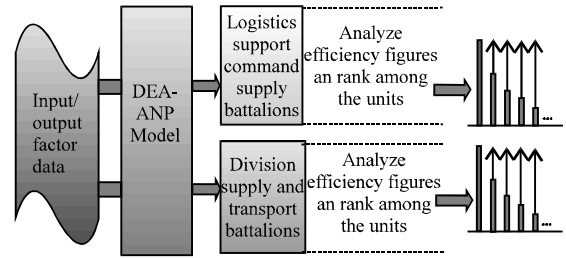 Input/
output
factor
data
DEA-
ANP
Model
Logistics
support
command
supply
battalions
Analyze
efficiency figures
an rank among
the units
...
Division
supply and
transport
battalions
Analyze
efficiency figures
an rank among
the units
...